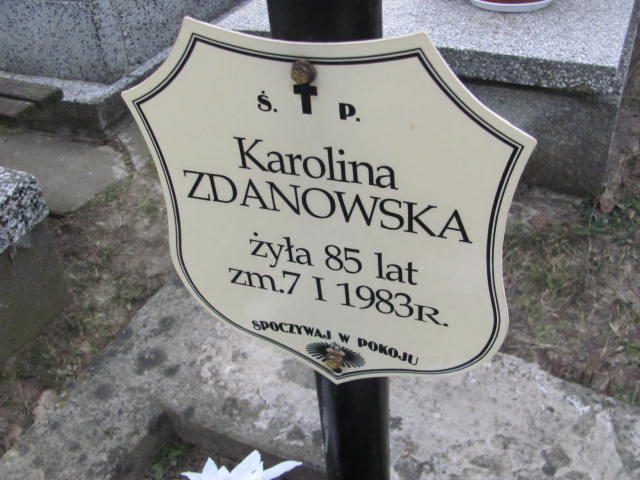 Ś. P.
Karolina
ZDANOWSKA
żyła 85 lat
zm.7 I 1983R.
SPOCZYWAJ W POKOJU